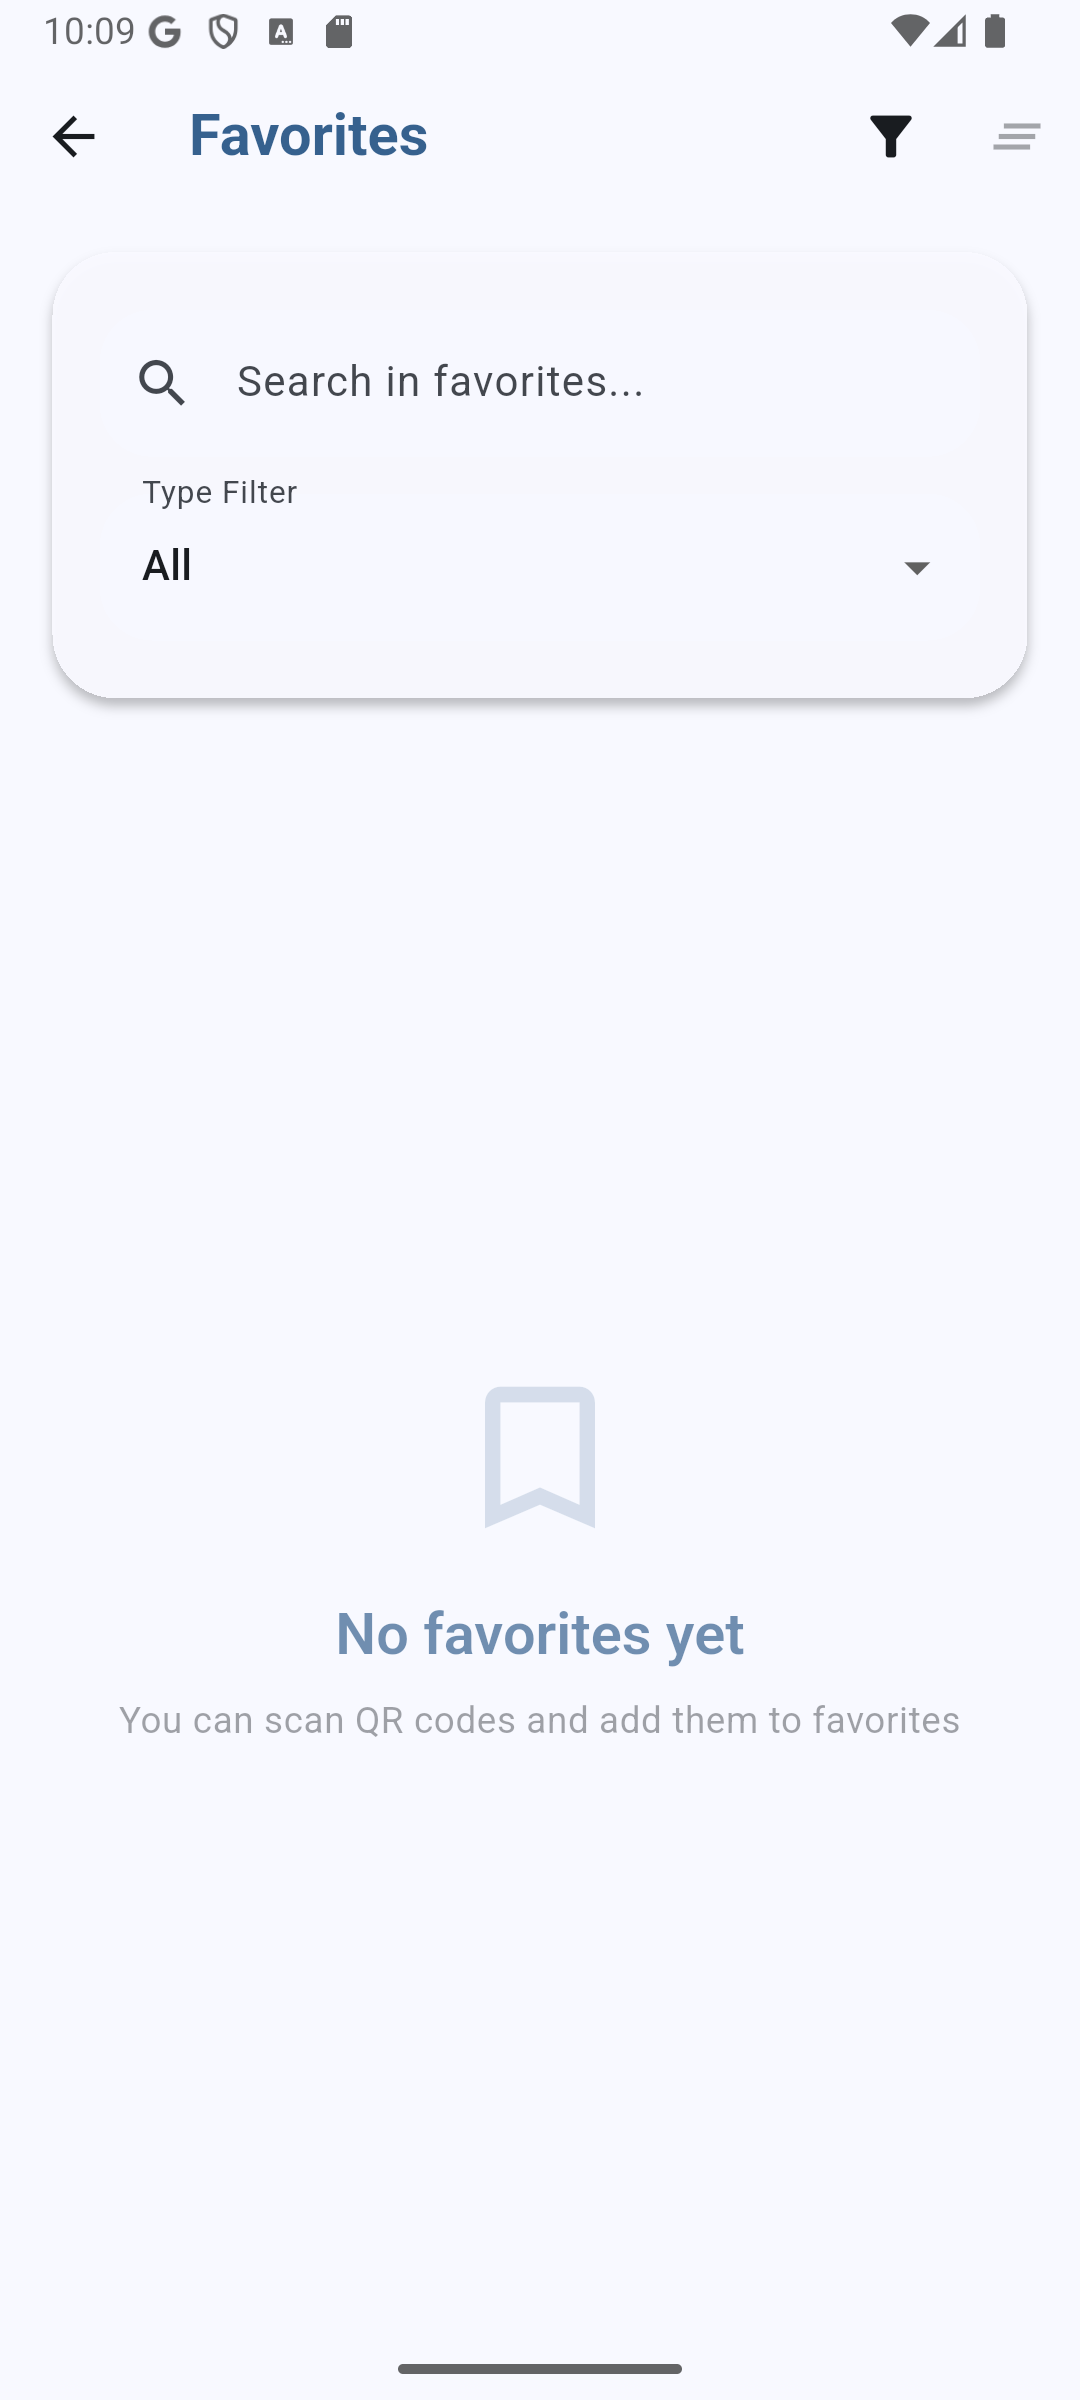 10:09
Favorites
Search in favorites...
Type Filter
All
No favorites yet
You can scan QR codes and add them to favorites